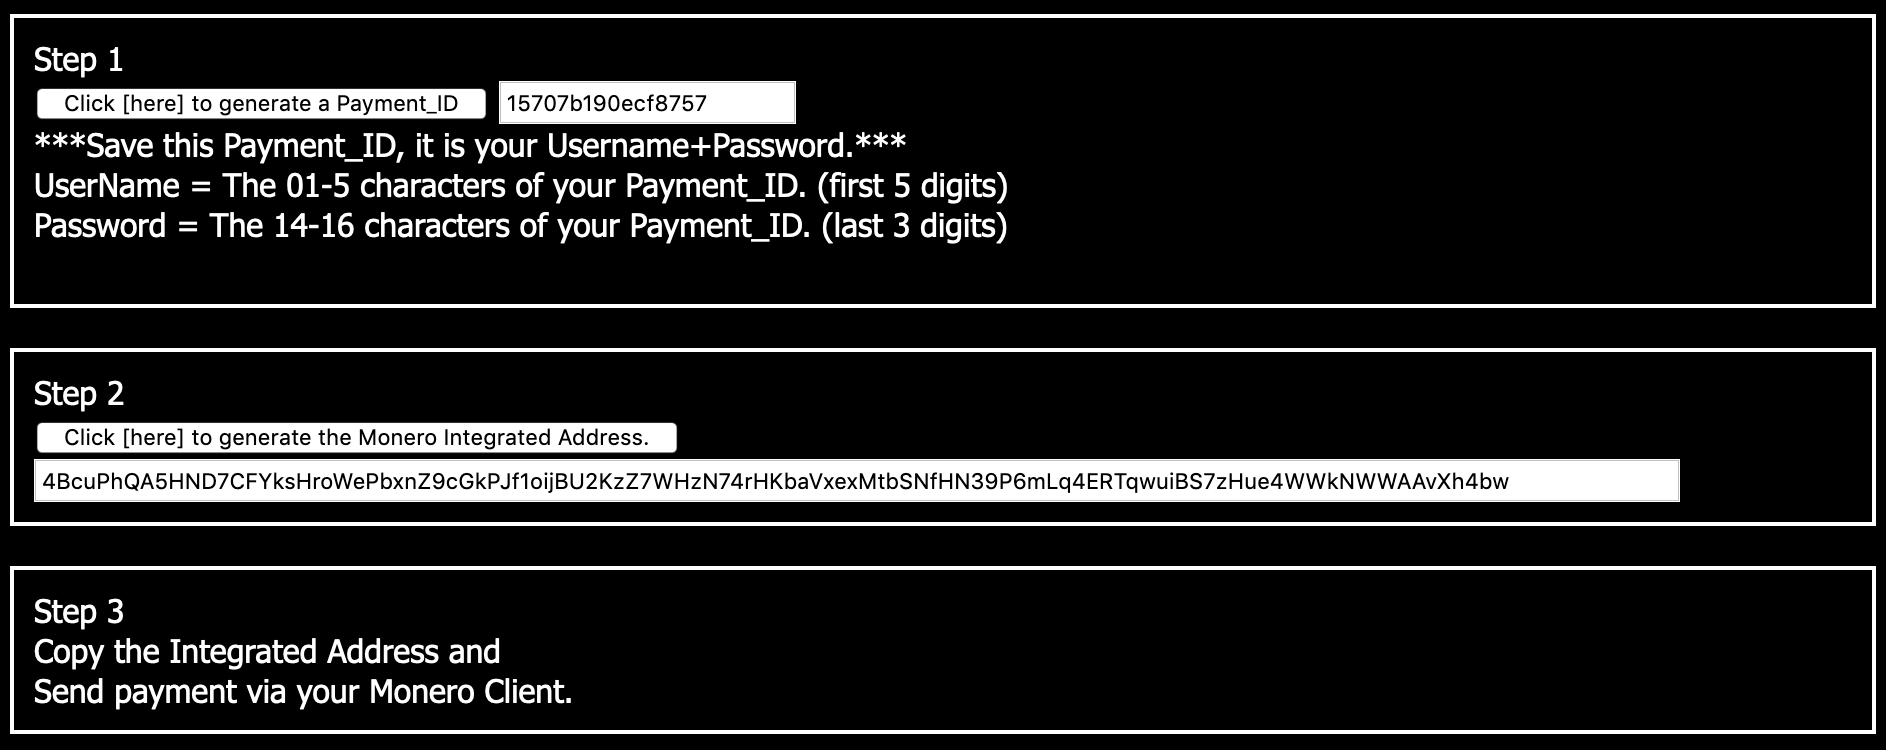 Step 1
Click [here] to generate a Payment_ID 15707b190ecf8757
***Save this Payment_ID, it is your Username+Password.***
UserName = The 01-5 characters of your Payment_ID. (first 5 digits)
Password = The 14-16 characters of your Payment_ID. (last 3 digits)
Step 2
Click [here] to generate the Monero Integrated Address.
4BcuPhQA5HND7CFYksHroWePbxnZ9cGkPJf1oijBU2KzZ7WHzN74rHKbaVxexMtbSNfHN39P6mLq4ERTqwuiBS7zHue4WWkNWWAAvXh4bw
Step 3
Copy the Integrated Address and
Send payment via your Monero Client.